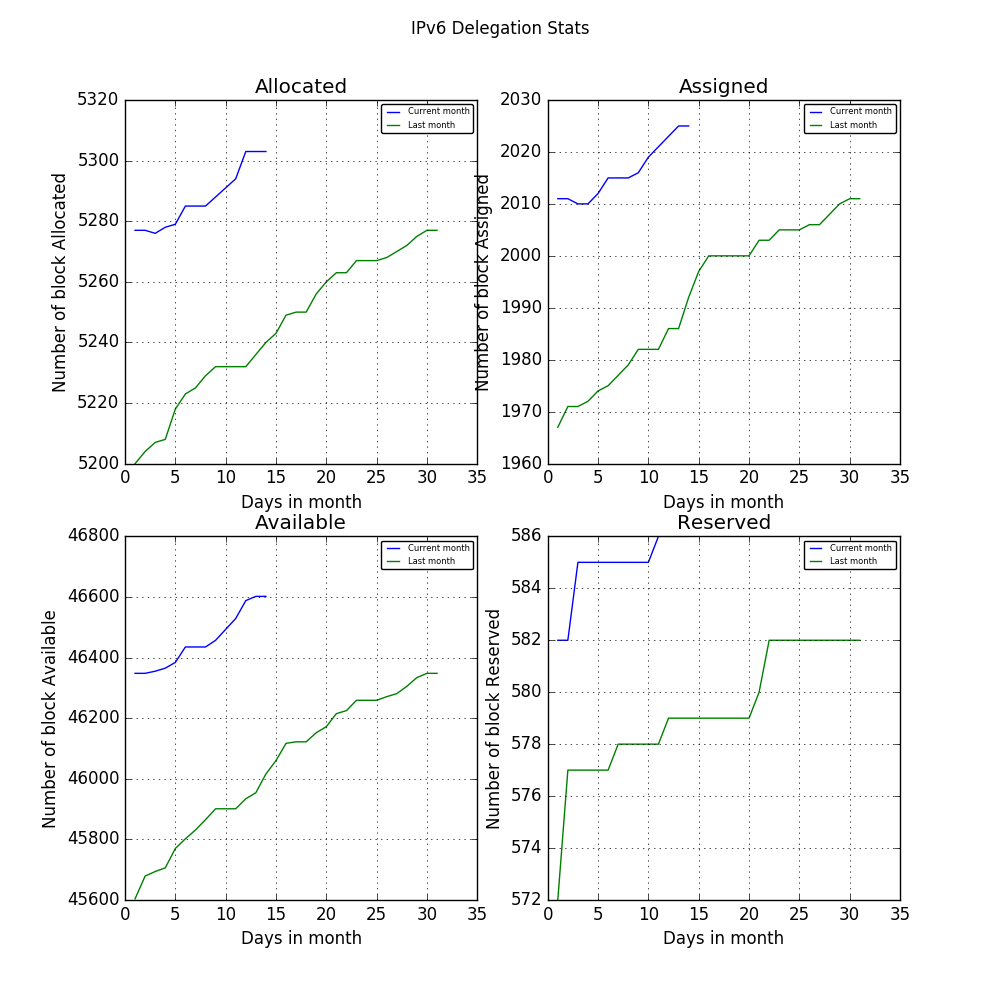 IPv6 Delegation Stats
Allocated
Number of block Allocated
5320
5300
5280
5260
5240
5220
5200
0 5 10 15 20 25 30 35
Days in month
Current month
Last month
Assigned
Number of block Assigned
2030
2020
2010
2000
1990
1980
1970
1960
0 5 10 15 20 25 30 35
Days in month
Current month
Last month
Available
Number of block Available
46800
46600
46400
46200
46000
45800
45600
0 5 10 15 20 25 30 35
Days in month
Current month
Last month
Reserved
Number of block Reserved
586
584
582
580
578
576
574
572
0 5 10 15 20 25 30 35
Days in month
Current month
Last month